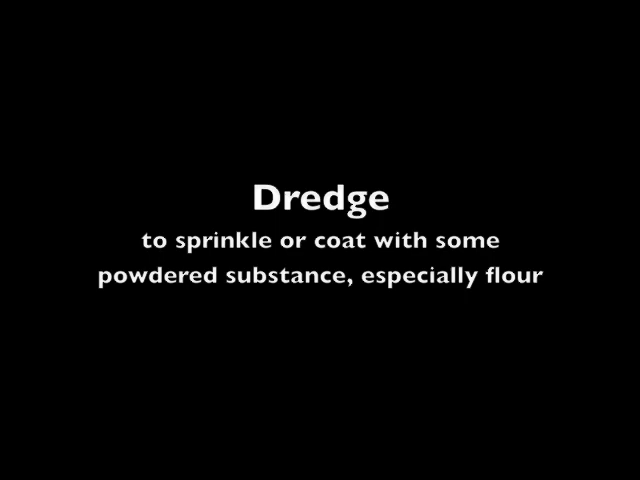 Dredge
to sprinkle or coat with some
powdered substance, especially flour